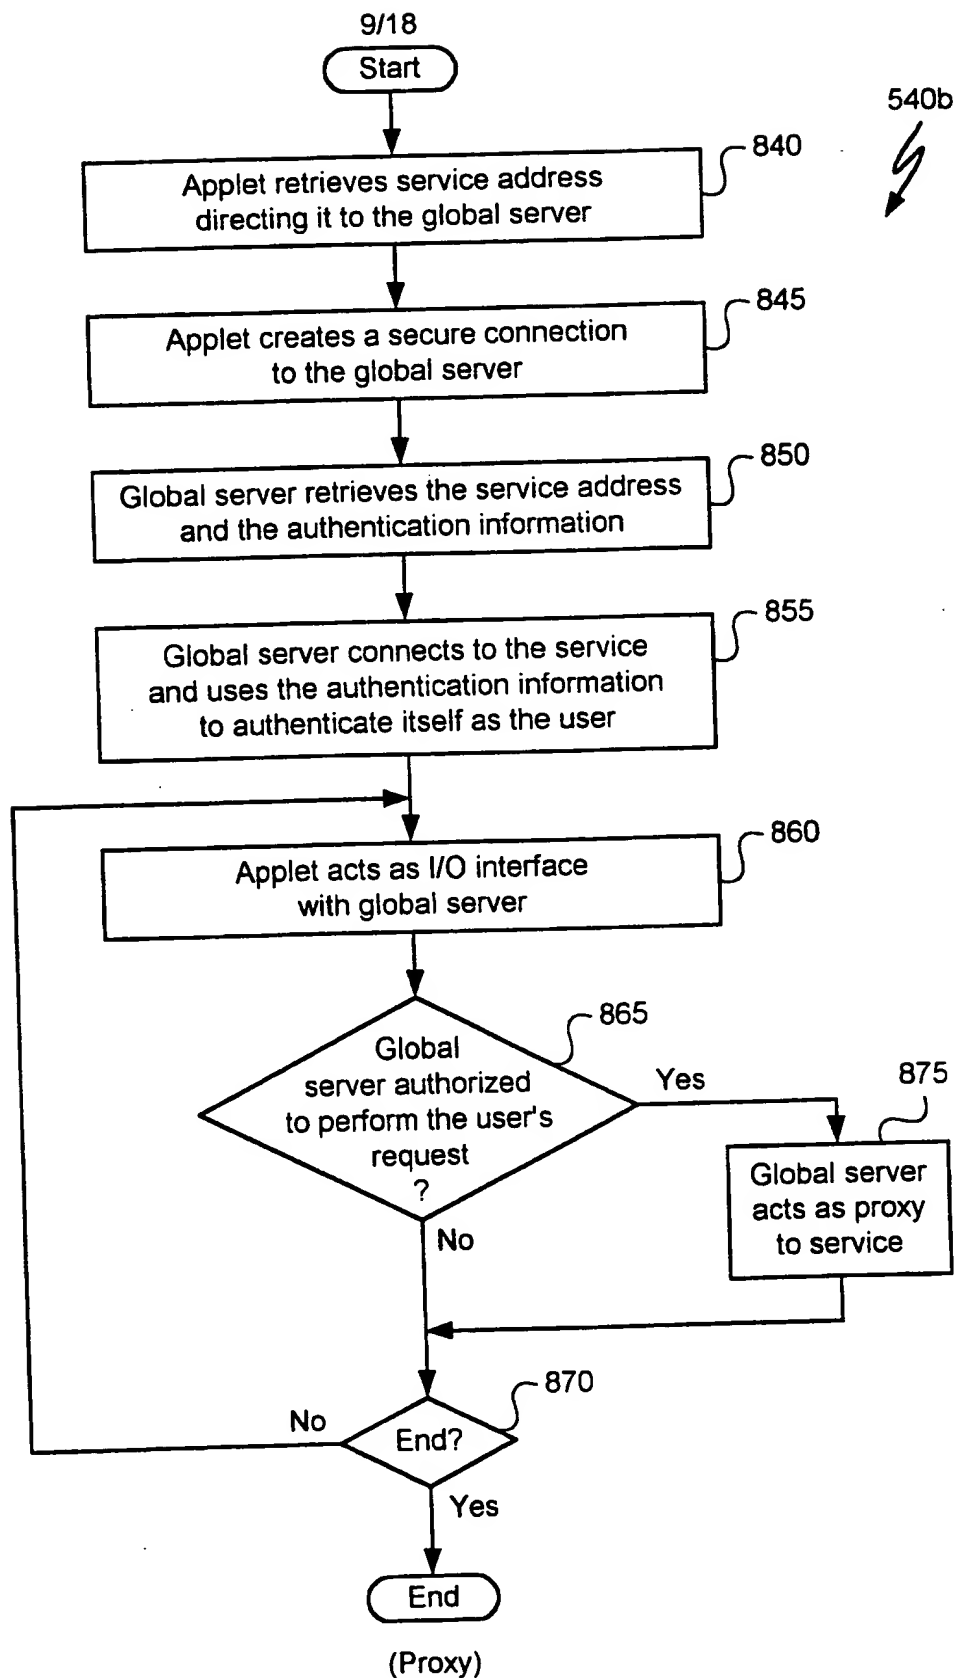 9/18
Start
540b
840
Applet retrieves service address
directing it to the global server
845
Applet creates a secure connection
to the global server
850
Global server retrieves the service address
and the authentication information
855
Global server connects to the service
and uses the authentication information
to authenticate itself as the user
860
Applet acts as I/O interface
with global server
865
Global
server authorized
to perform the user's
request
?
Yes
875
Global server
acts as proxy
to service
No
870
No
End?
Yes
End
(Proxy)